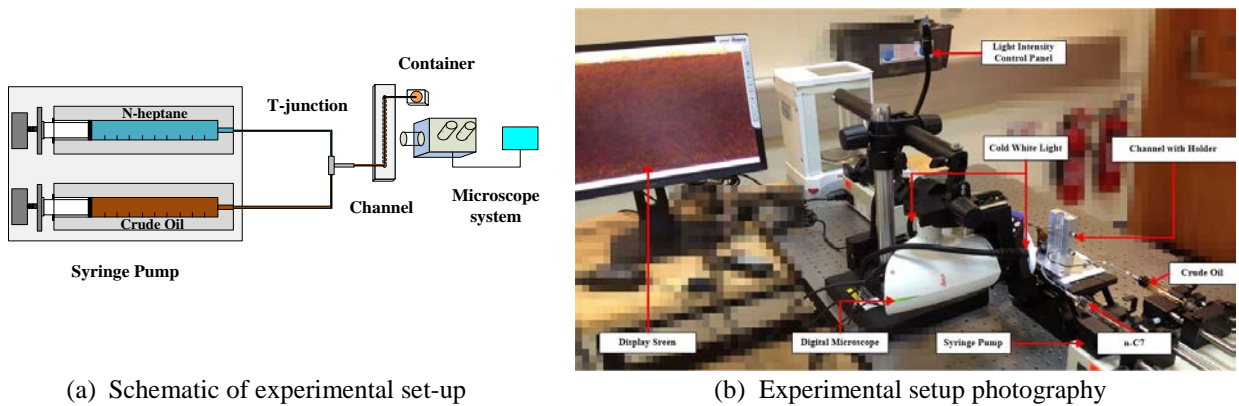 N-heptane
T-junction
Container
Crude Oil
Channel
Microscope
system
Syringe Pump
(a) Schematic of experimental set-up
Light Intensity
Control Panel
Cold White Light
Channel with Holder
Crude Oil
Display Sreen
Digital Microscope
Syringe Pump
n-C7
(b) Experimental setup photography